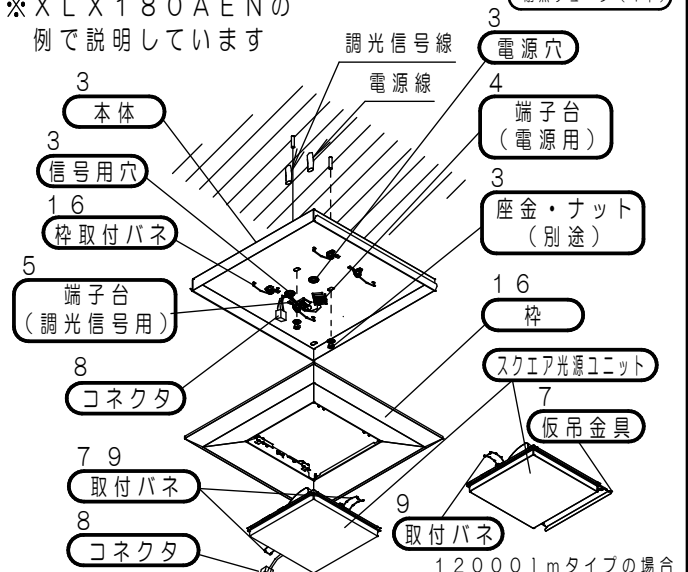 ※XLX180AENの
例で説明しています
調光信号線
電源線
3
電源穴
3
本体
4
端子台
(電源用)
3
信号用穴
3
座金・ナット
(別途)
16
枠取付バネ
5
端子台
(調光信号用)
16
枠
8
コネクタ
スクエア光源ユニット
7
仮吊金具
7 9
取付バネ
9
取付バネ
8
コネクタ
12000lmタイプの場合